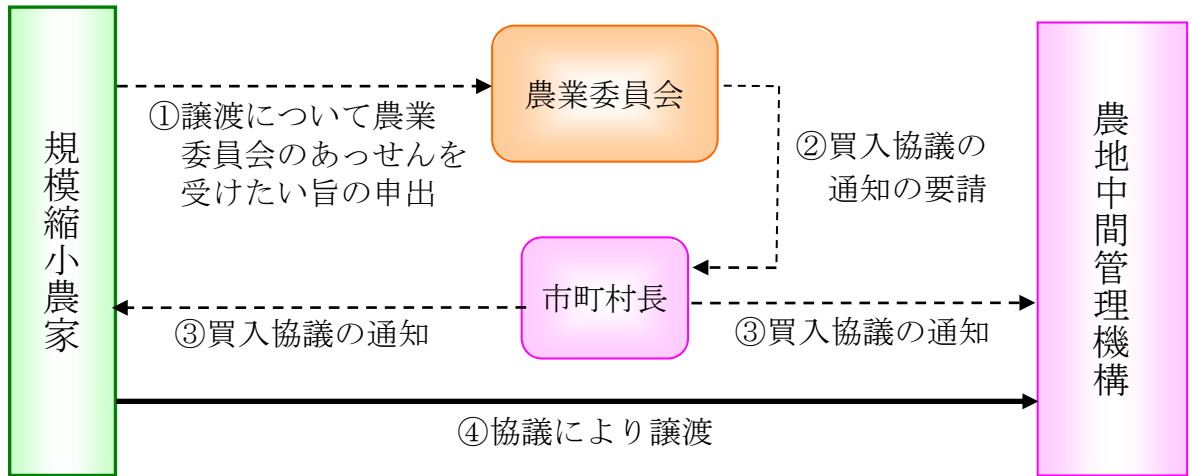 規模縮小農家
農業委員会
①譲渡について農業
委員会のあっせんを
受けたい旨の申出
②買入協議の
通知の要請
農地中間管理機構
市町村長
③買入協議の通知
③買入協議の通知
④協議により譲渡